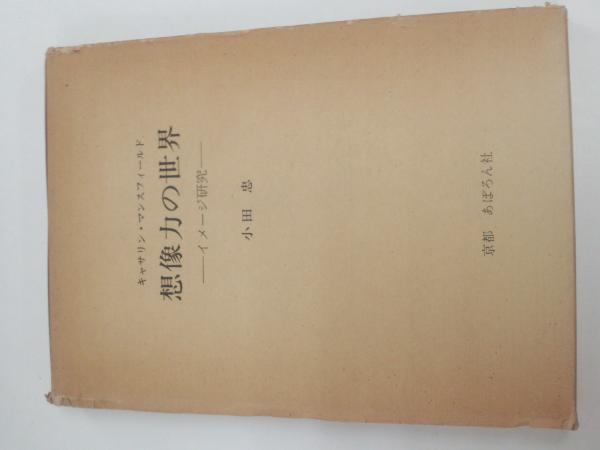 キャサリン・マンスフィールド
想像力の世界
——イメージ研究——
小田 忠
京都 あぽろん社